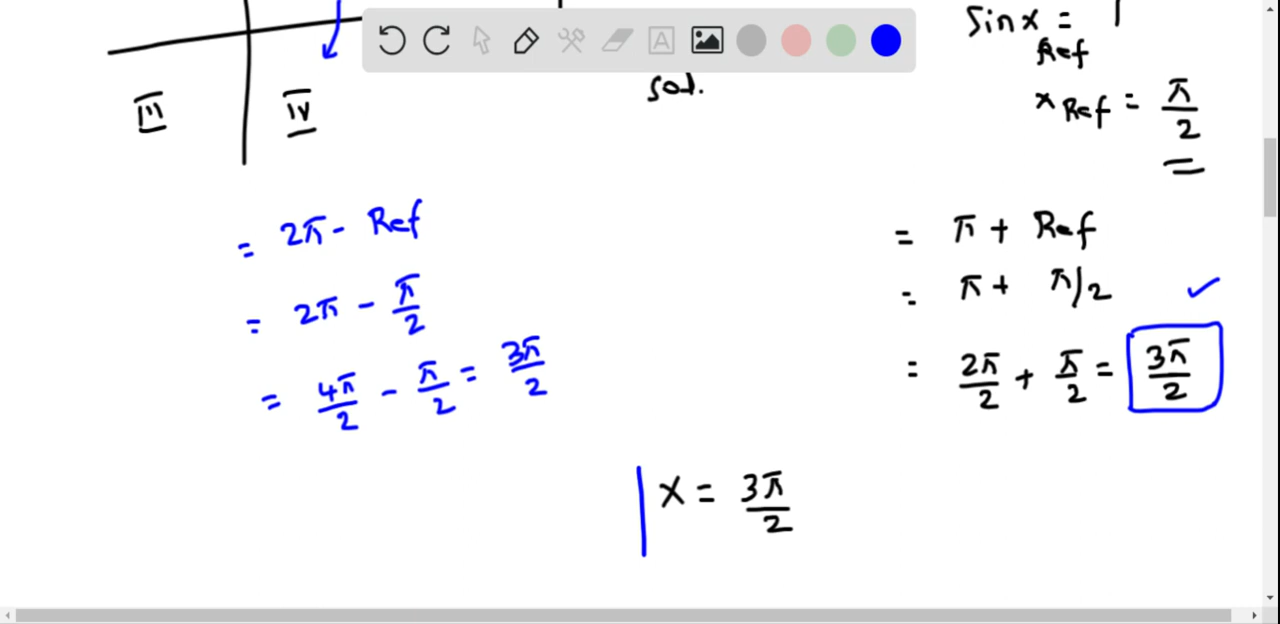 Sin x = 1
Ref
III IV
sol.
x Ref = π/2
= 2π - Ref
= 2π - π/2
= 4π/2 - π/2 = 3π/2
= π + Ref
= π + π/2 ✓
= 2π/2 + π/2 = 3π/2
x = 3π/2